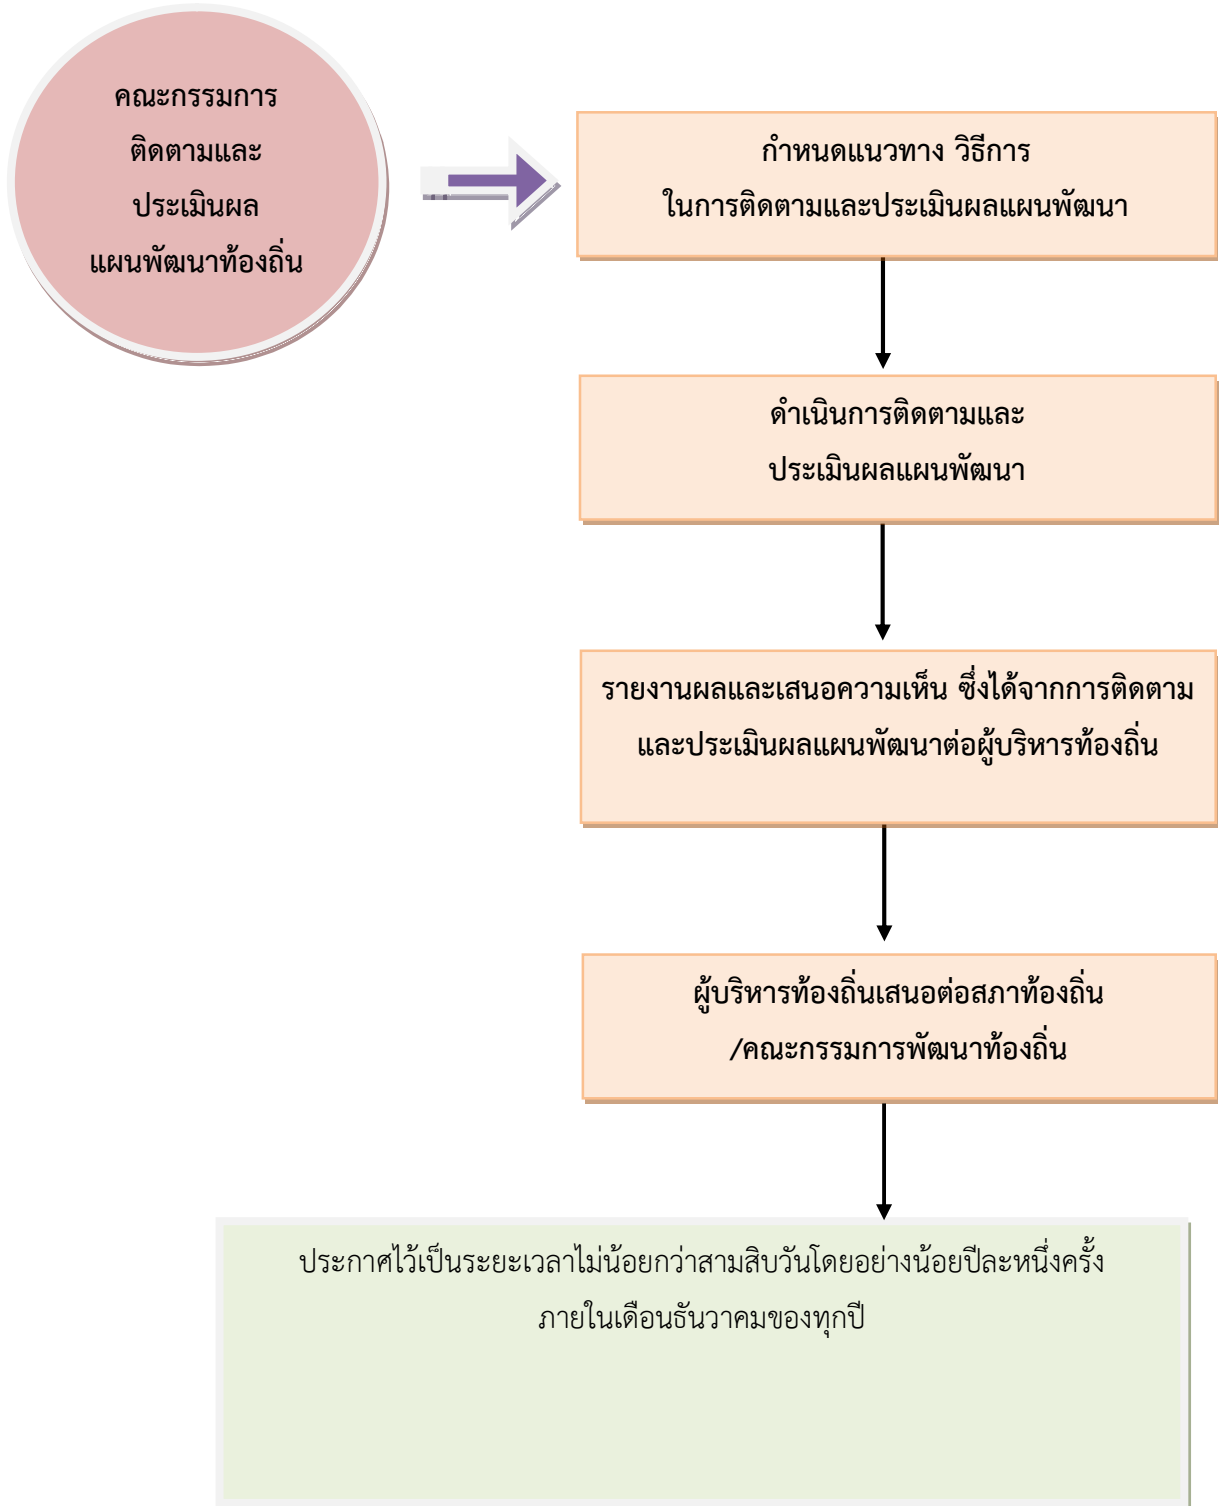 คณะกรรมการ
ติดตามและ
ประเมินผล
แผนพัฒนาท้องถิ่น
กำหนดแนวทาง วิธีการ
ในการติดตามและประเมินผลแผนพัฒนา
ดำเนินการติดตามและ
ประเมินผลแผนพัฒนา
รายงานผลและเสนอความเห็น ซึ่งได้จากการติดตาม
และประเมินผลแผนพัฒนาต่อผู้บริหารท้องถิ่น
ผู้บริหารท้องถิ่นเสนอต่อสภาท้องถิ่น
/คณะกรรมการพัฒนาท้องถิ่น
ประกาศไว้เป็นระยะเวลาไม่น้อยกว่าสามสิบวันโดยอย่างน้อยปีละหนึ่งครั้ง
ภายในเดือนธันวาคมของทุกปี